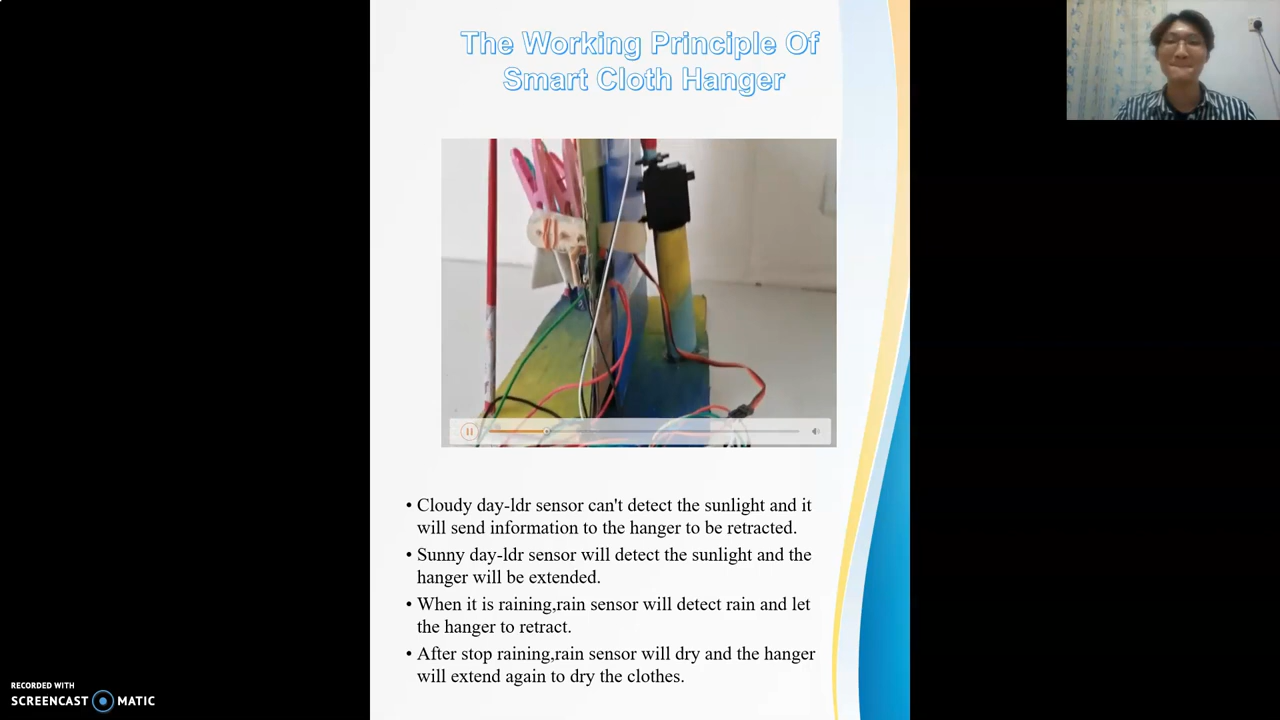 The Working Principle Of
Smart Cloth Hanger
• Cloudy day-ldr sensor can't detect the sunlight and it
will send information to the hanger to be retracted.
• Sunny day-ldr sensor will detect the sunlight and the
hanger will be extended.
• When it is raining,rain sensor will detect rain and let
the hanger to retract.
• After stop raining,rain sensor will dry and the hanger
will extend again to dry the clothes.
RECORDED WITH
SCREENCAST MATIC